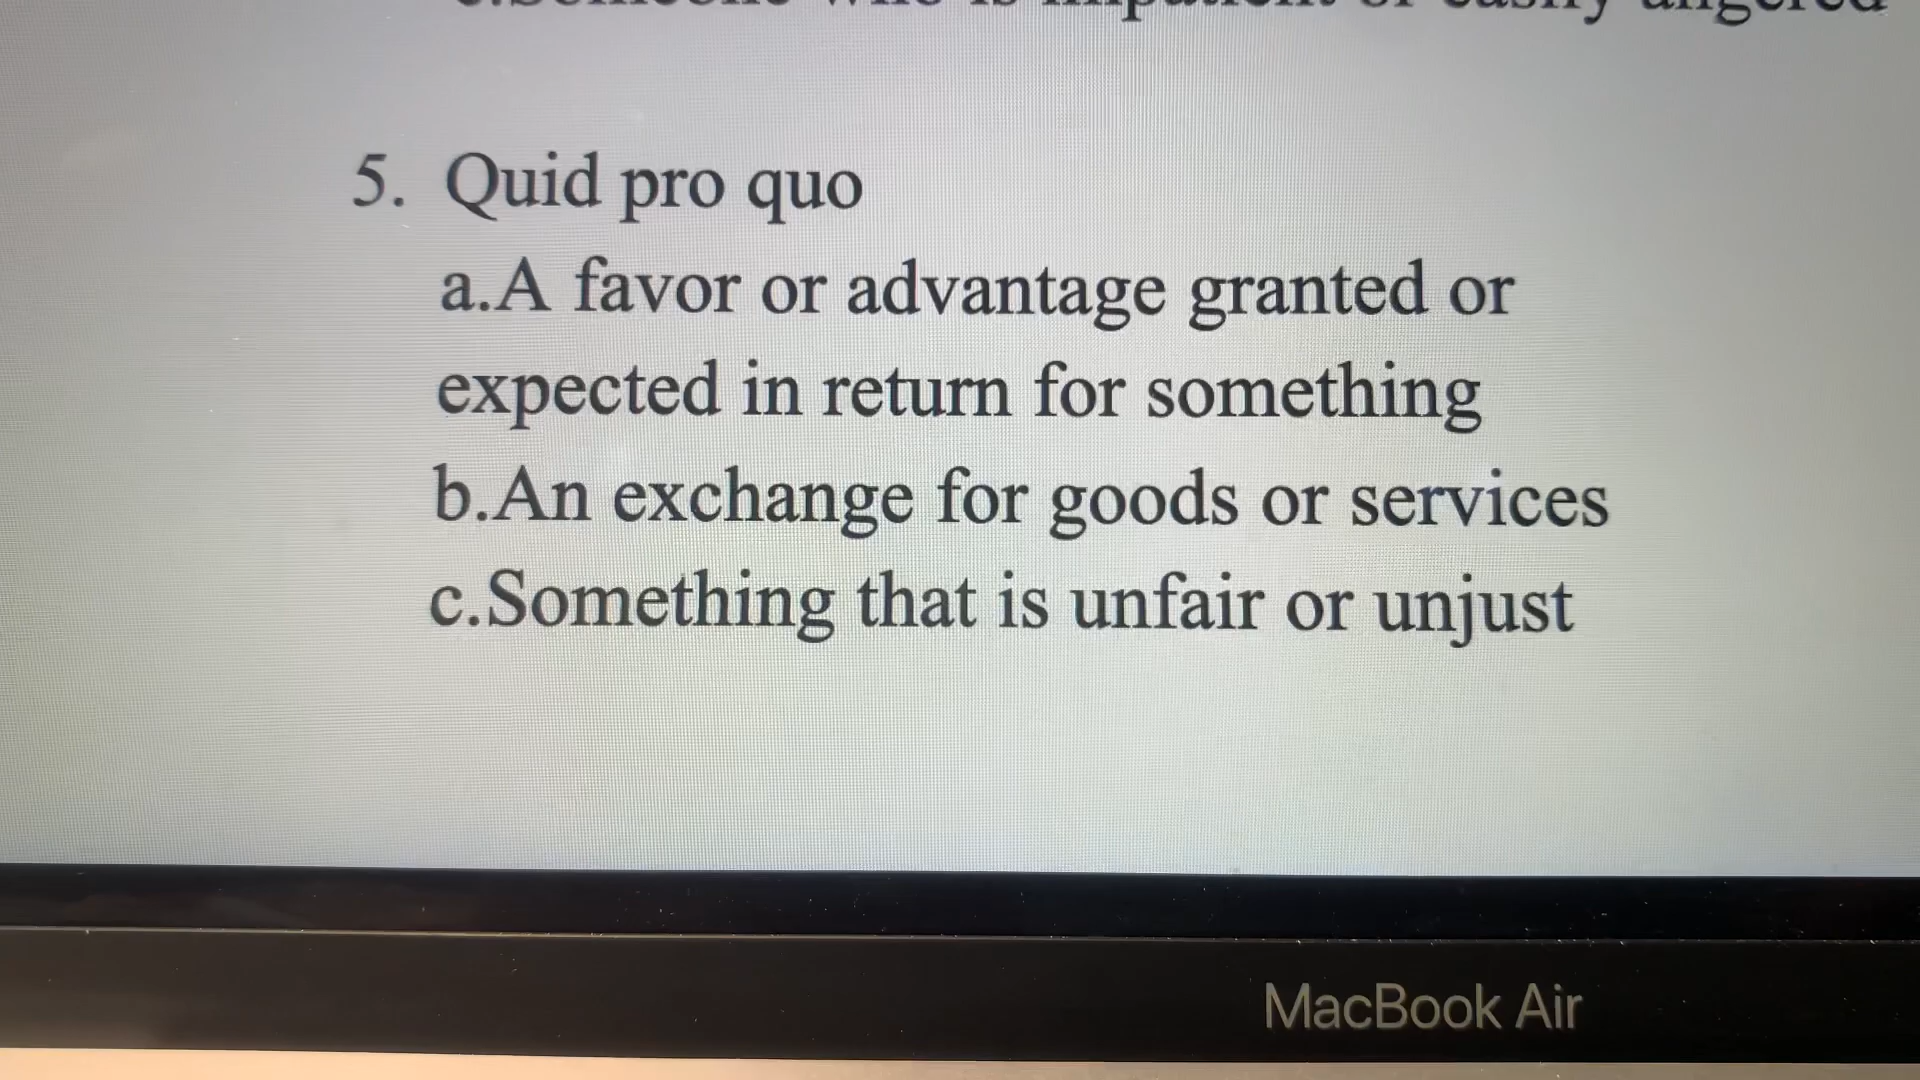 5. Quid pro quo
a.A favor or advantage granted or
expected in return for something
b.An exchange for goods or services
c.Something that is unfair or unjust
MacBook Air